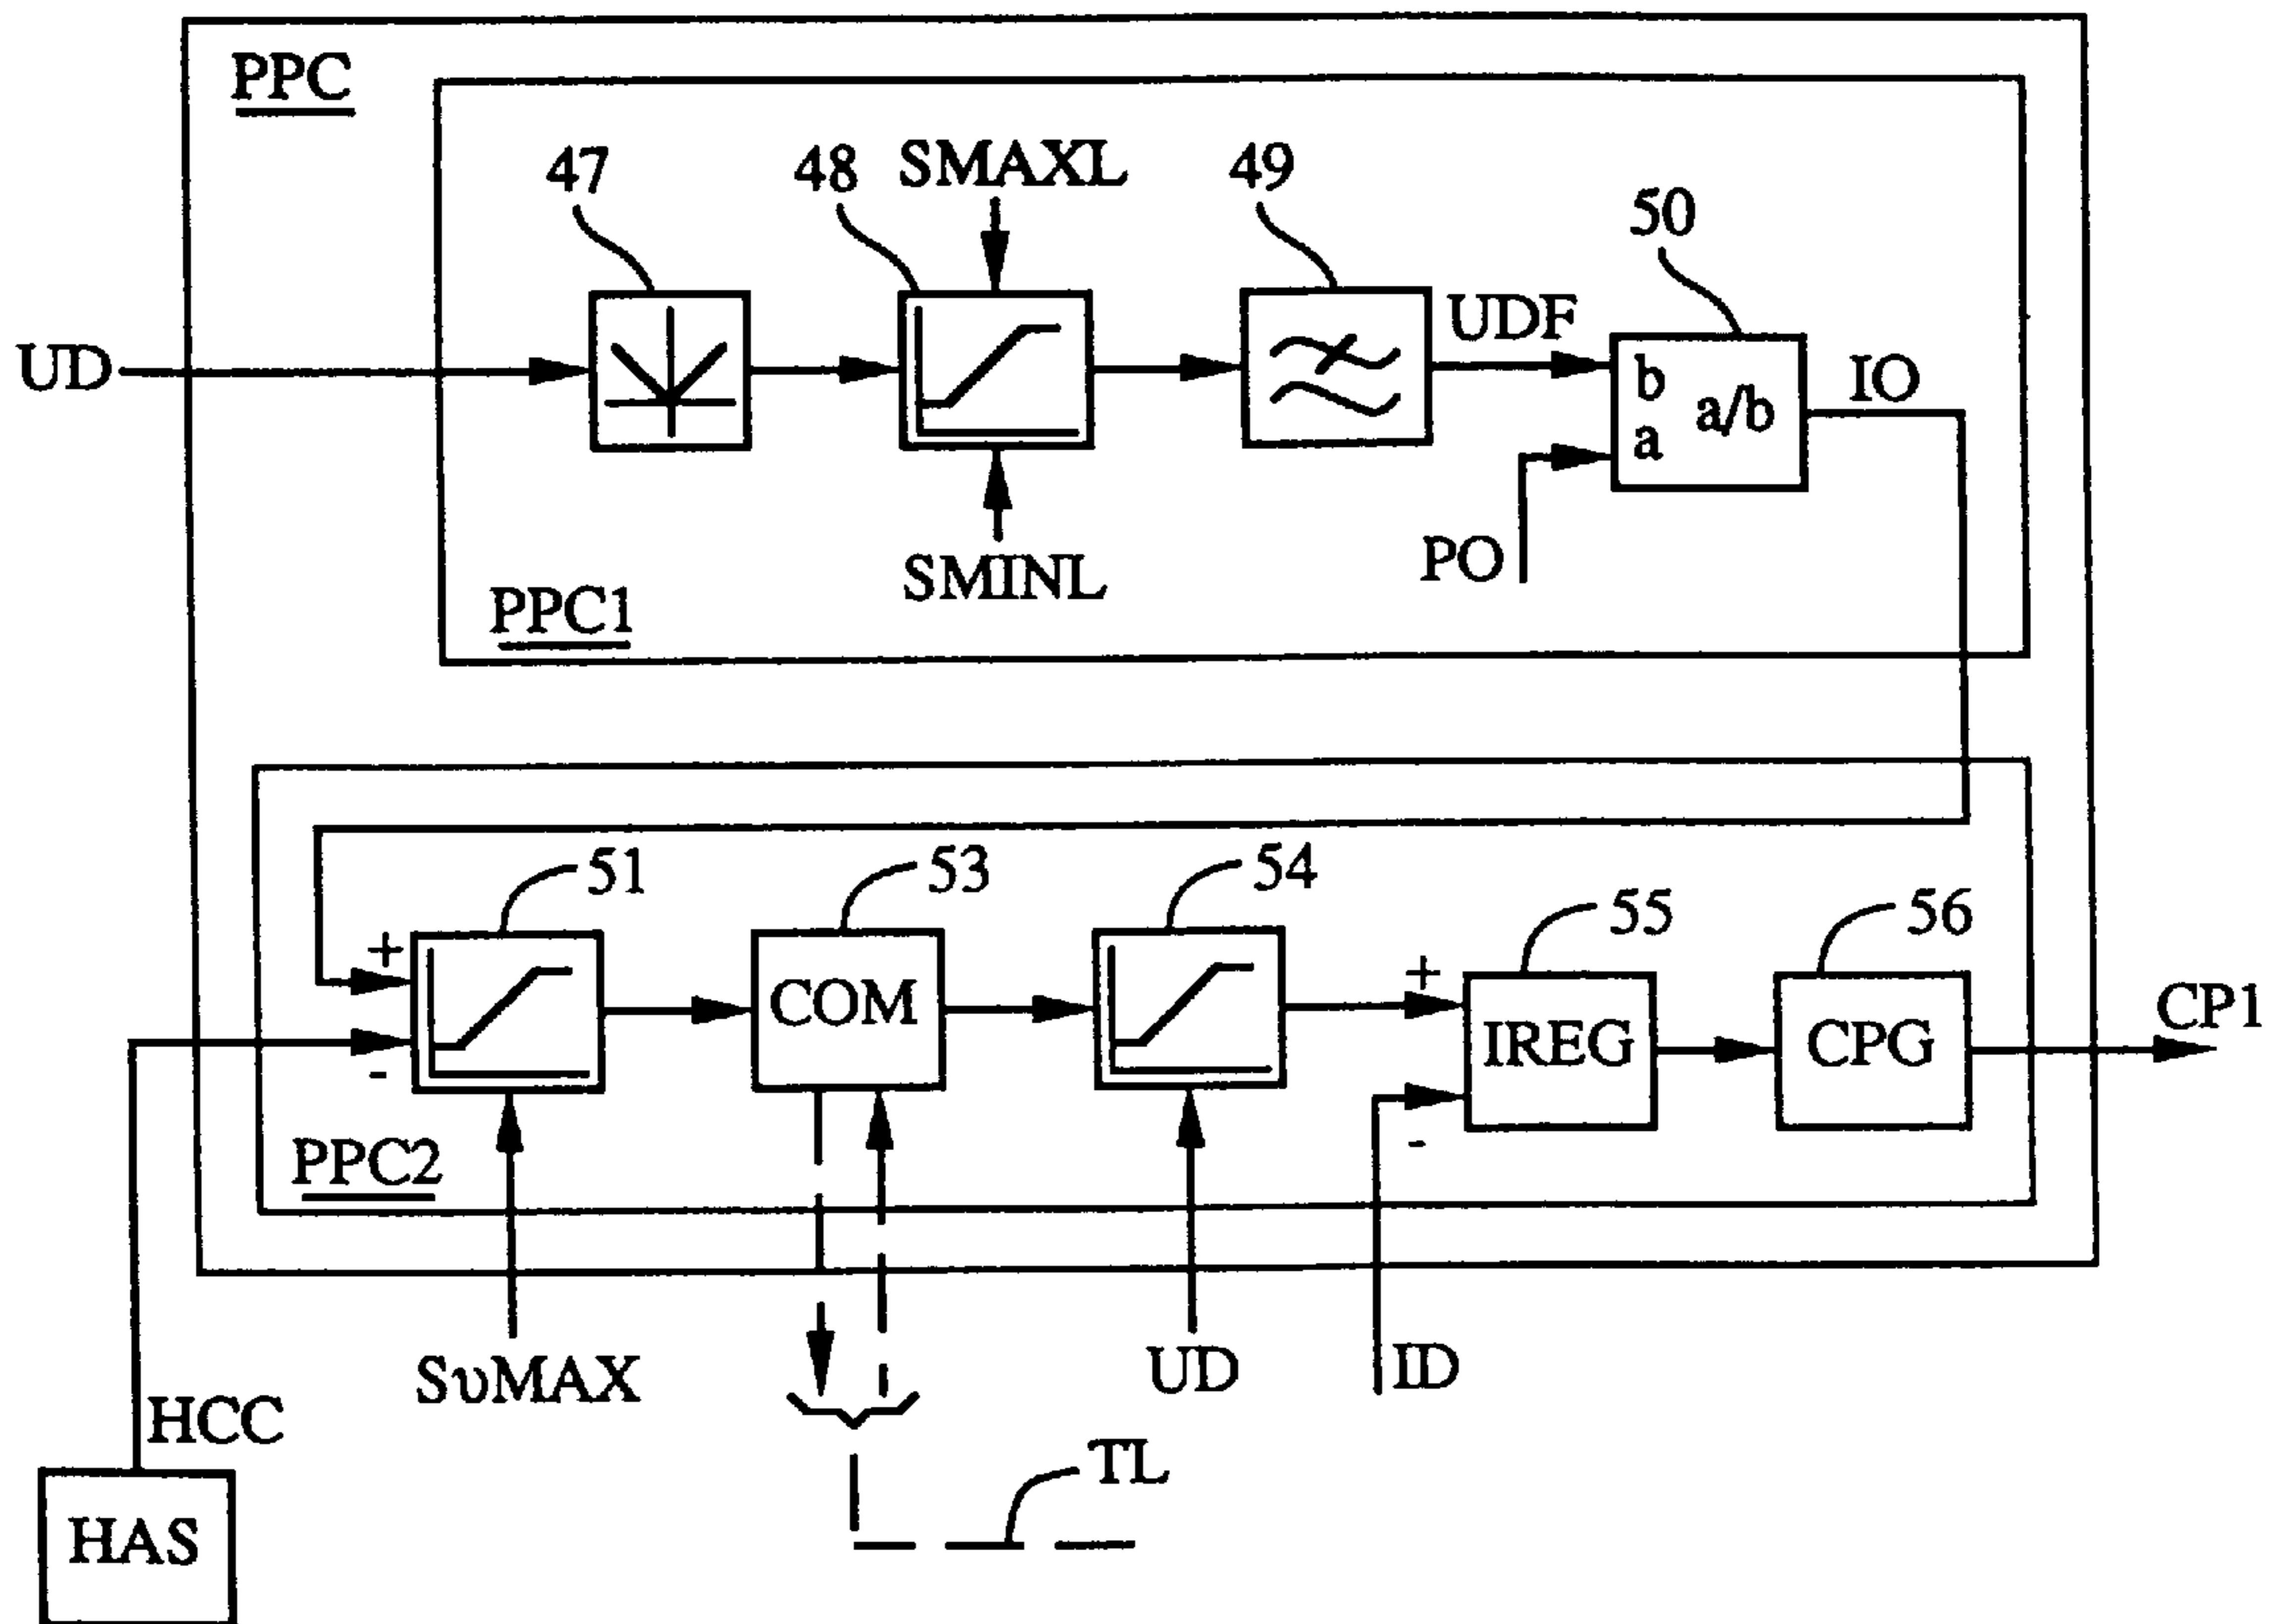 PPC
47
48
SMAXL
49
50
UD
UDF
b
a
a/b
IO
PO
SMINL
PPC1
51
53
54
55
56
+
-
COM
+
-
IREG
CPG
CP1
PPC2
SυMAX
UD
ID
HCC
TL
HAS